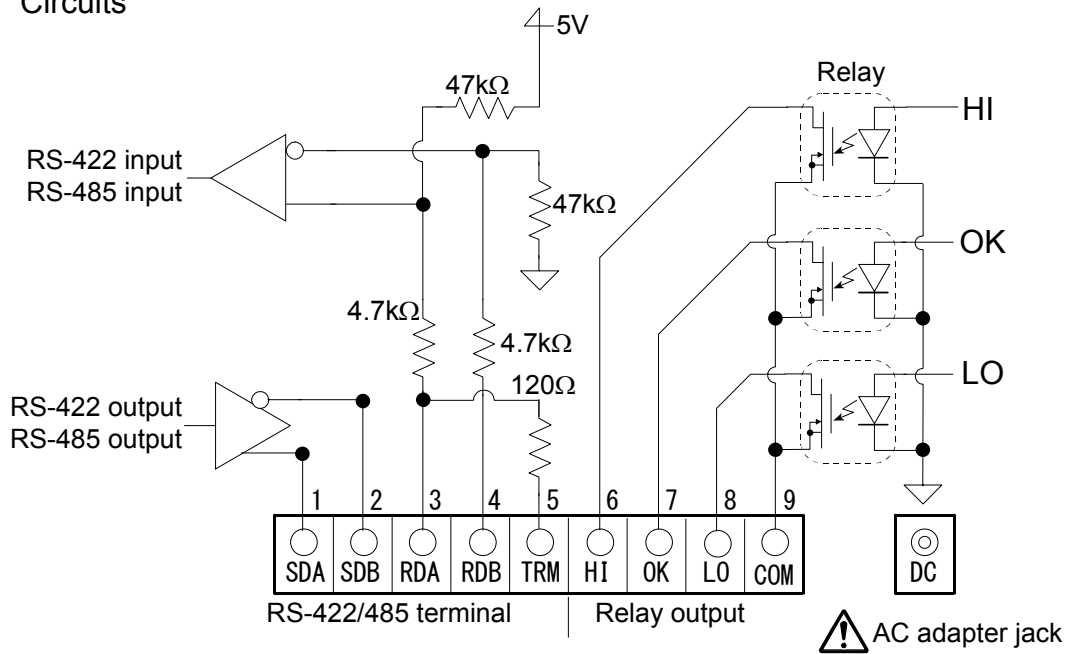 Circuits
5V
47kΩ
Relay
HI
RS-422 input
RS-485 input
47kΩ
OK
4.7kΩ
4.7kΩ
120Ω
LO
RS-422 output
RS-485 output
1 2 3 4 5 6 7 8 9
SDA SDB RDA RDB TRM HI OK LO COM DC
RS-422/485 terminal Relay output
AC adapter jack